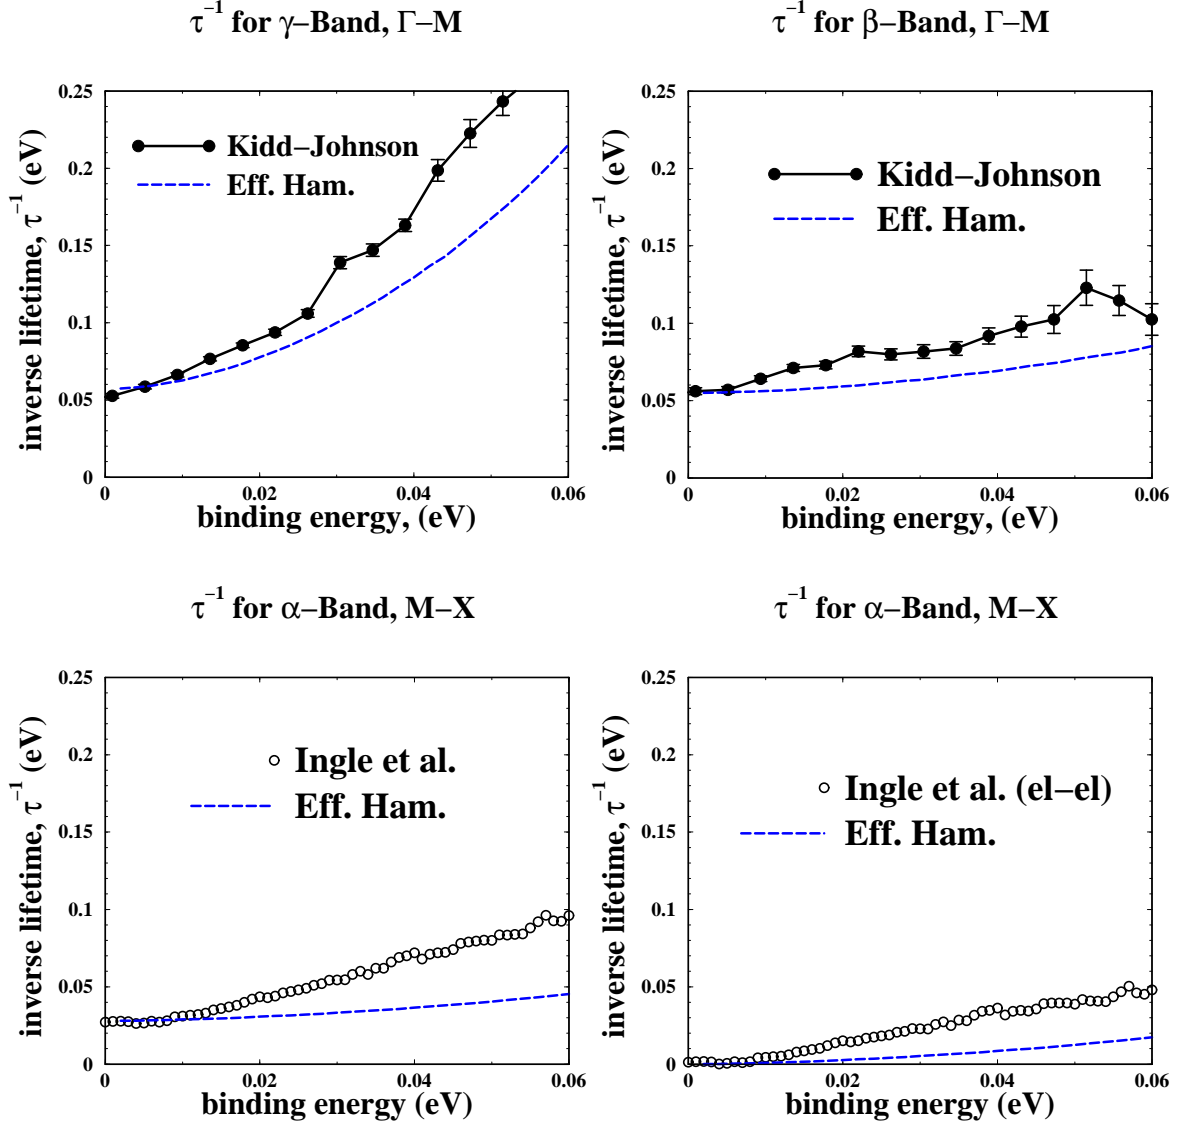 τ⁻¹ for γ–Band, Γ–M
τ⁻¹ for β–Band, Γ–M
inverse lifetime, τ⁻¹ (eV)
0.25
0.2
0.15
0.1
0.05
0
Kidd–Johnson
Eff. Ham.
0 0.02 0.04 0.06
binding energy, (eV)
inverse lifetime, τ⁻¹ (eV)
0.25
0.2
0.15
0.1
0.05
0
Kidd–Johnson
Eff. Ham.
0 0.02 0.04 0.06
binding energy, (eV)
τ⁻¹ for α–Band, M–X
τ⁻¹ for α–Band, M–X
inverse lifetime, τ⁻¹ (eV)
0.25
0.2
0.15
0.1
0.05
0
Ingle et al.
Eff. Ham.
0 0.02 0.04 0.06
binding energy (eV)
inverse lifetime, τ⁻¹ (eV)
0.25
0.2
0.15
0.1
0.05
0
Ingle et al. (el–el)
Eff. Ham.
0 0.02 0.04 0.06
binding energy (eV)